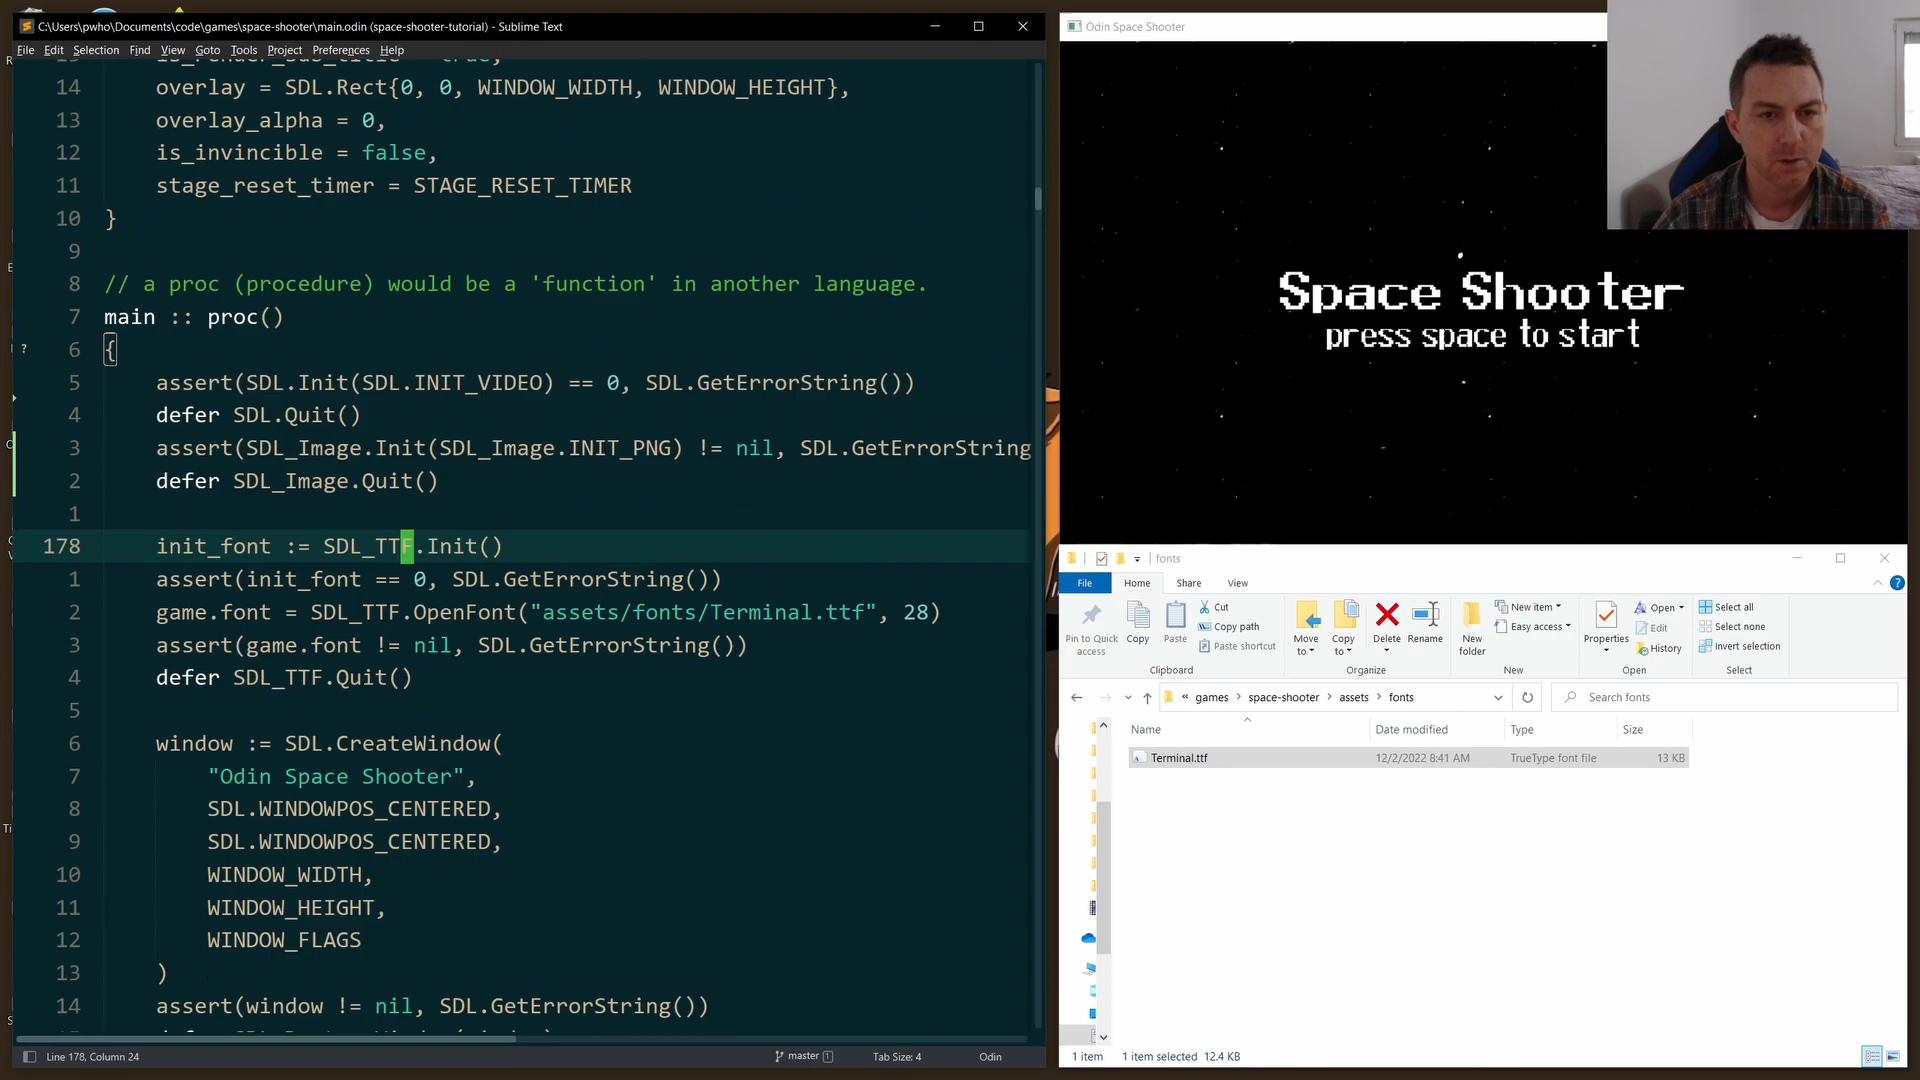 C:\Users\pwho\Documents\code\games\space-shooter\main.odin (space-shooter-tutorial) - Sublime Text
File Edit Selection Find View Goto Tools Project Preferences Help
14 overlay = SDL.Rect{0, 0, WINDOW_WIDTH, WINDOW_HEIGHT},
13 overlay_alpha = 0,
12 is_invincible = false,
11 stage_reset_timer = STAGE_RESET_TIMER
10 }
9
8 // a proc (procedure) would be a 'function' in another language.
7 main :: proc()
6 {
5 assert(SDL.Init(SDL.INIT_VIDEO) == 0, SDL.GetErrorString())
4 defer SDL.Quit()
3 assert(SDL_Image.Init(SDL_Image.INIT_PNG) != nil, SDL.GetErrorString
2 defer SDL_Image.Quit()
1
178 init_font := SDL_TTF.Init()
1 assert(init_font == 0, SDL.GetErrorString())
2 game.font = SDL_TTF.OpenFont("assets/fonts/Terminal.ttf", 28)
3 assert(game.font != nil, SDL.GetErrorString())
4 defer SDL_TTF.Quit()
5
6 window := SDL.CreateWindow(
7 "Odin Space Shooter",
8 SDL.WINDOWPOS_CENTERED,
9 SDL.WINDOWPOS_CENTERED,
10 WINDOW_WIDTH,
11 WINDOW_HEIGHT,
12 WINDOW_FLAGS
13 )
14 assert(window != nil, SDL.GetErrorString())
Line 178, Column 24 master 1 Tab Size: 4 Odin
Odin Space Shooter
Space Shooter
press space to start
fonts
File Home Share View
Pin to Quick access
Copy
Paste
Cut
Copy path
Paste shortcut
Clipboard
Move to
Copy to
Delete
Rename
Organize
New folder
New item
Easy access
New
Properties
Open
Edit
History
Open
Select all
Select none
Invert selection
Select
« games > space-shooter > assets > fonts
Search fonts
Name Date modified Type Size
Terminal.ttf 12/2/2022 8:41 AM TrueType font file 13 KB
1 item 1 item selected 12.4 KB